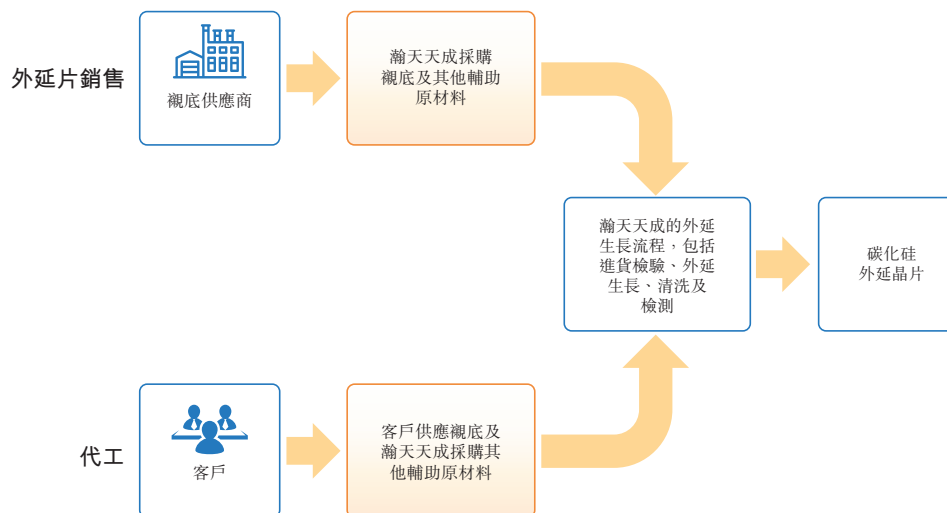 外延片銷售
襯底供應商
瀚天天成採購
襯底及其他輔助
原材料
瀚天天成的外延
生長流程，包括
進貨檢驗、外延
生長、清洗及
檢測
碳化硅
外延晶片
代工
客戶
客戶供應襯底及
瀚天天成採購其
他輔助原材料